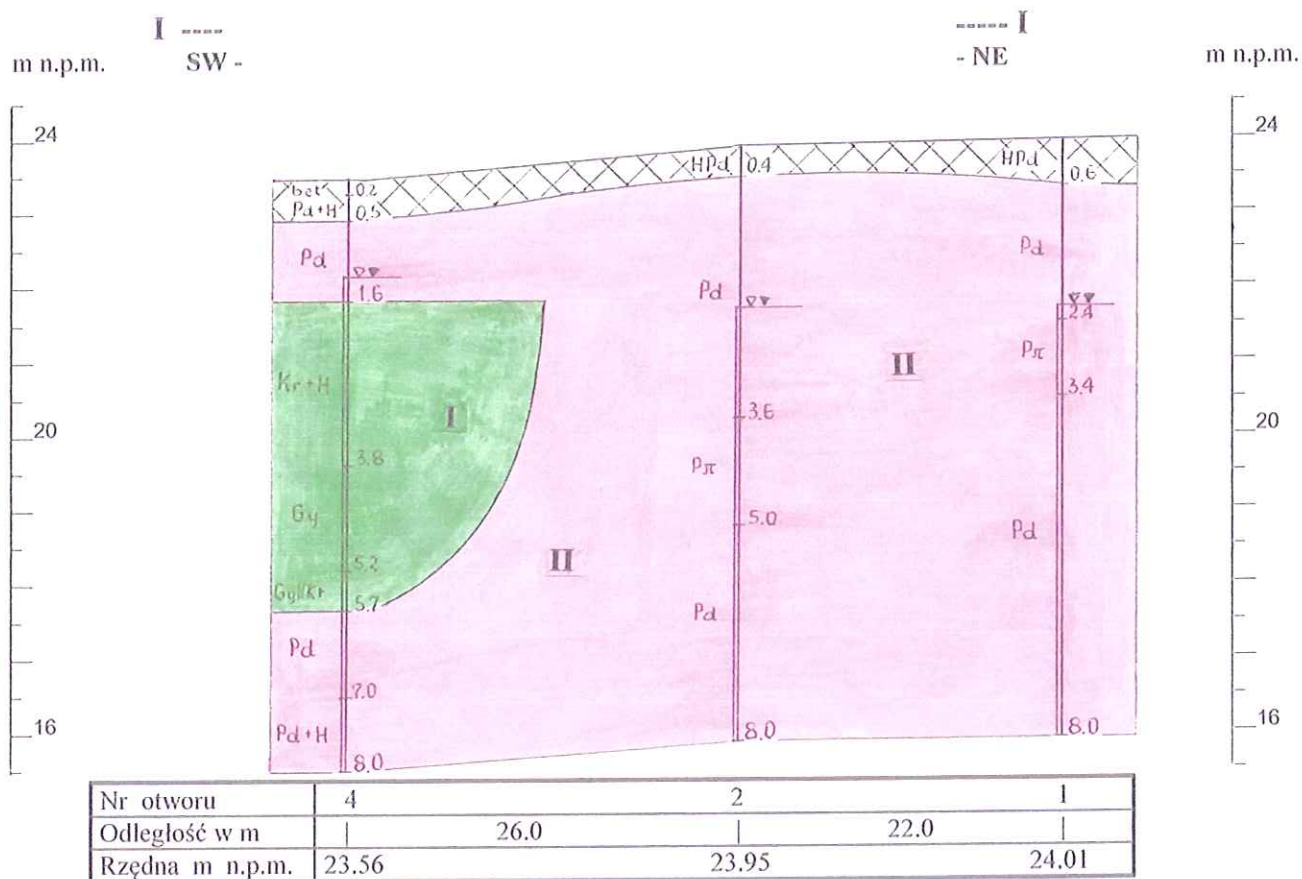 I ---- ----- I
m n.p.m. SW - - NE m n.p.m.
24 24
bet 0.2 HPd 0.4 HPd 0.6
Pd+H 0.5
Pd Pd Pd
1.6 2.4
Kr+H Pπ
I II 3.4
3.6
20 20
3.8 Pπ
Gy 5.0 Pd
5.2 II
Gy//Kr 5.7
Pd Pd
7.0
16 Pd+H 16
8.0 8.0 8.0
Nr otworu 4 2 1
Odległość w m 26.0 22.0
Rzędna m n.p.m. 23.56 23.95 24.01